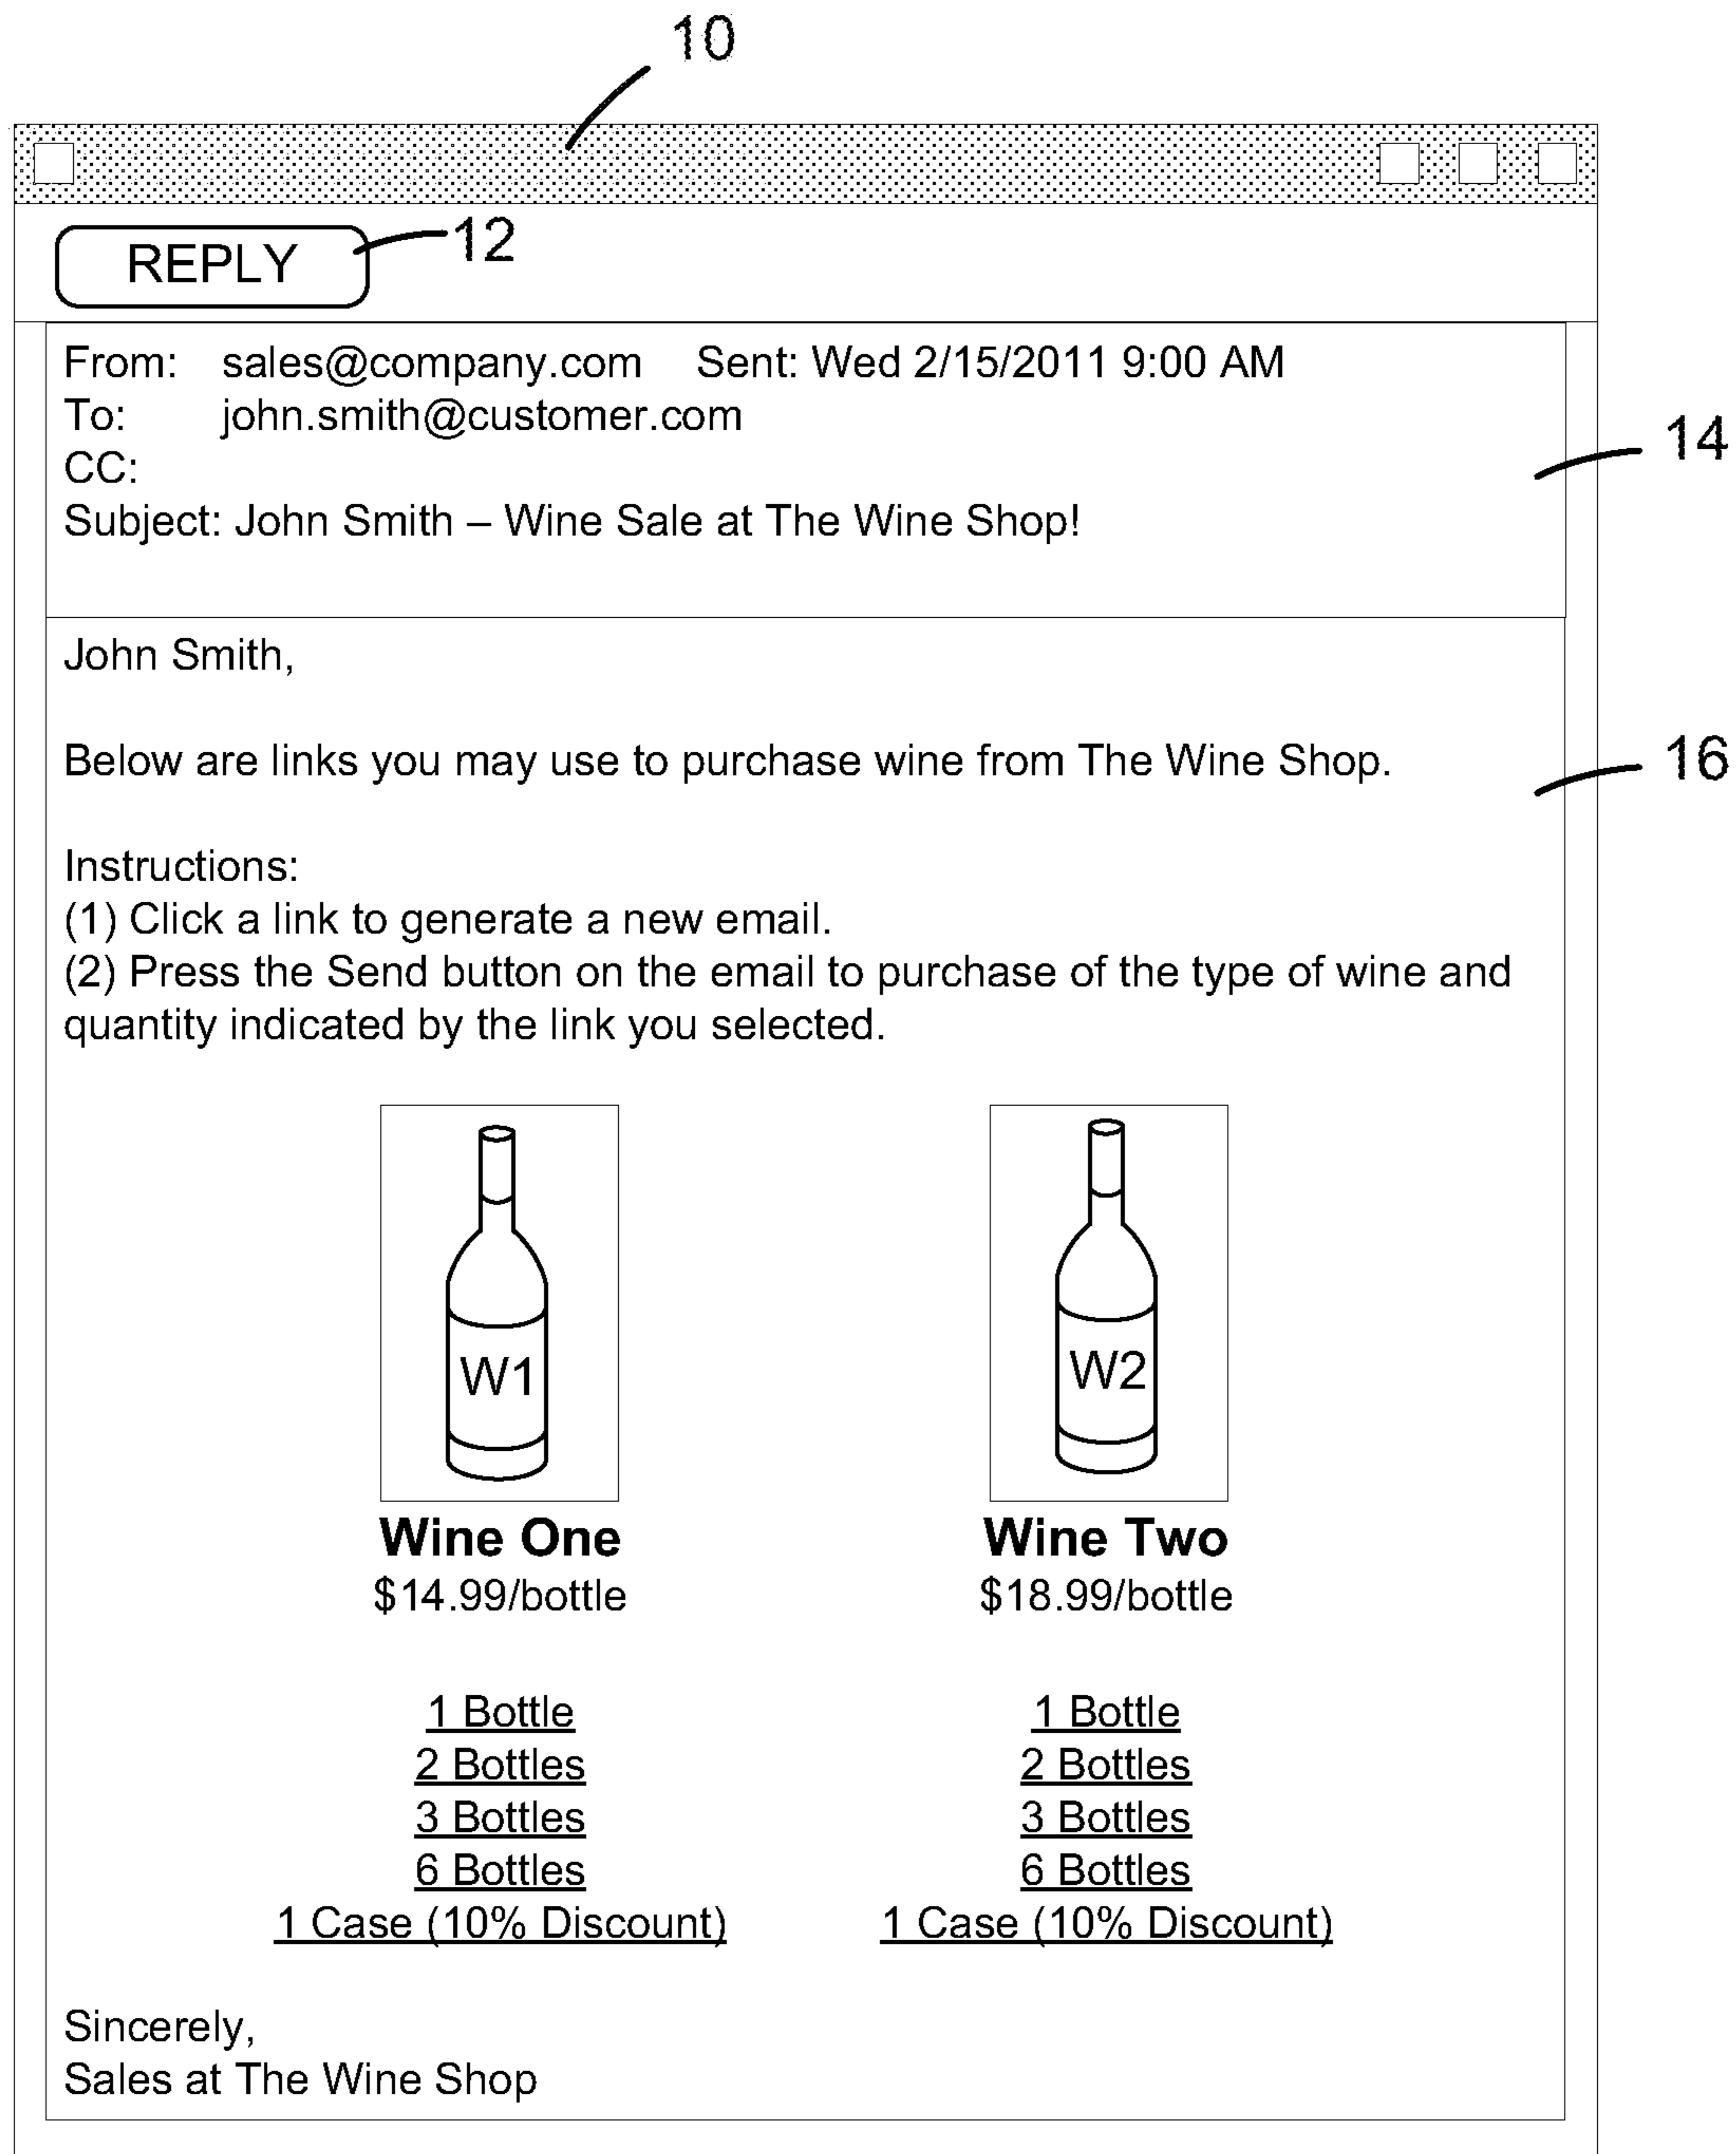 10
REPLY 12
From: sales@company.com Sent: Wed 2/15/2011 9:00 AM
To: john.smith@customer.com
CC:
14
Subject: John Smith – Wine Sale at The Wine Shop!
John Smith,
Below are links you may use to purchase wine from The Wine Shop.
16
Instructions:
(1) Click a link to generate a new email.
(2) Press the Send button on the email to purchase of the type of wine and
quantity indicated by the link you selected.
W1 W2
Wine One Wine Two
$14.99/bottle $18.99/bottle
1 Bottle 1 Bottle
2 Bottles 2 Bottles
3 Bottles 3 Bottles
6 Bottles 6 Bottles
1 Case (10% Discount) 1 Case (10% Discount)
Sincerely,
Sales at The Wine Shop